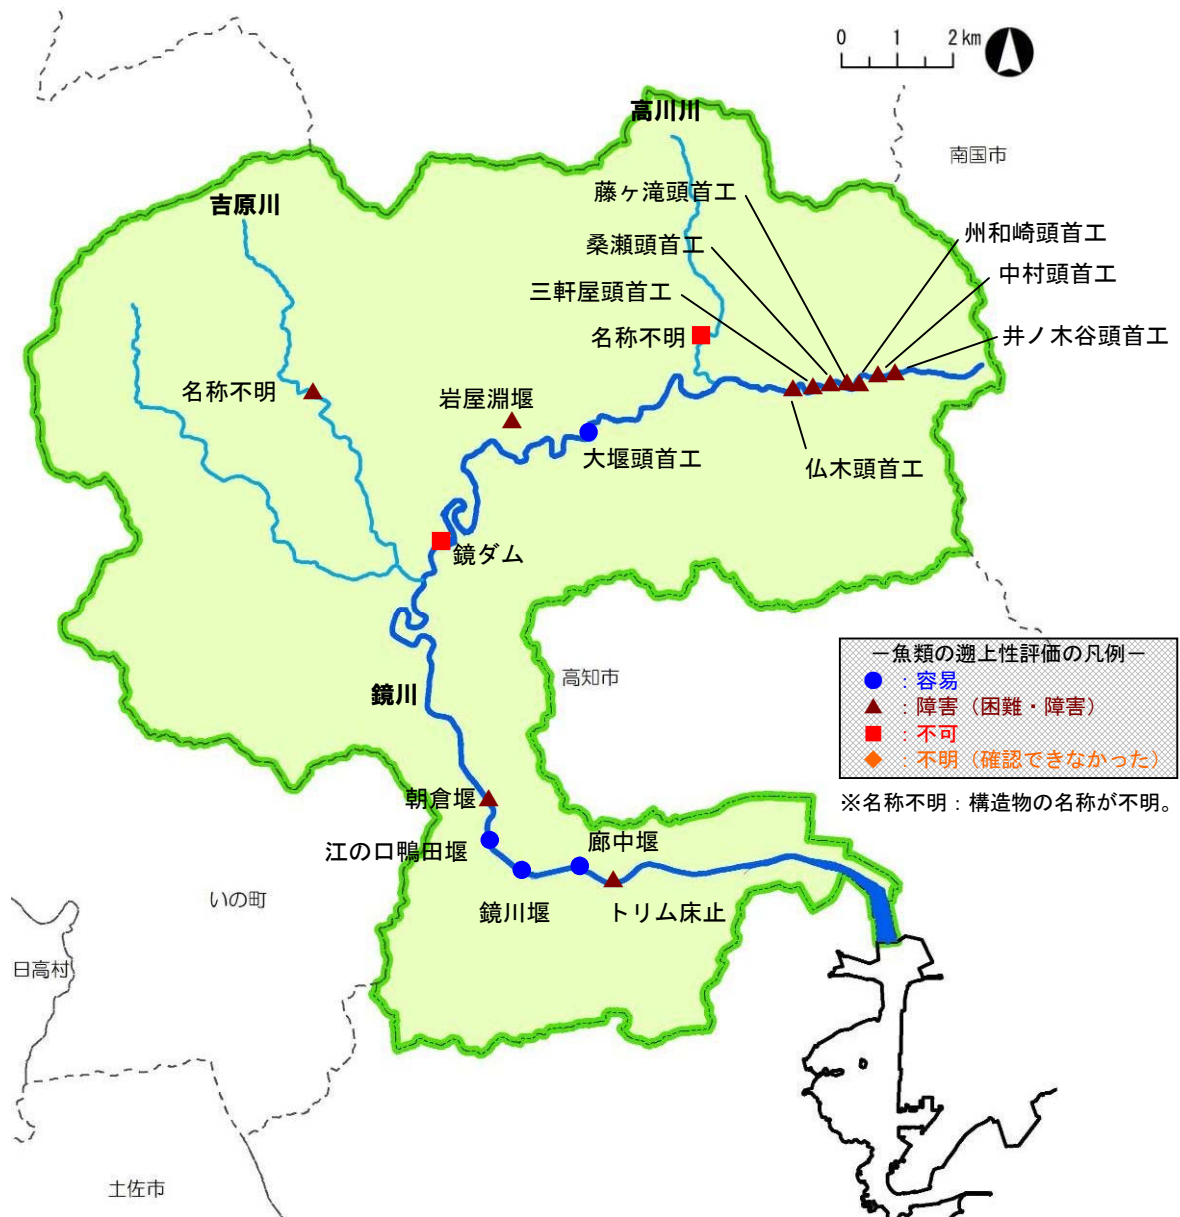 0 1 2 km
高川川
南国市
藤ヶ滝頭首工
吉原川
州和崎頭首工
桑瀬頭首工
中村頭首工
三軒屋頭首工
名称不明
井ノ木谷頭首工
名称不明
岩屋淵堰
大堰頭首工
仏木頭首工
鏡ダム
－魚類の遡上性評価の凡例－
：容易
：障害（困難・障害）
：不可
：不明（確認できなかった）
※名称不明：構造物の名称が不明。
高知市
鏡川
朝倉堰
江の口鴨田堰
廊中堰
鏡川堰
トリム床止
いの町
日高村
土佐市